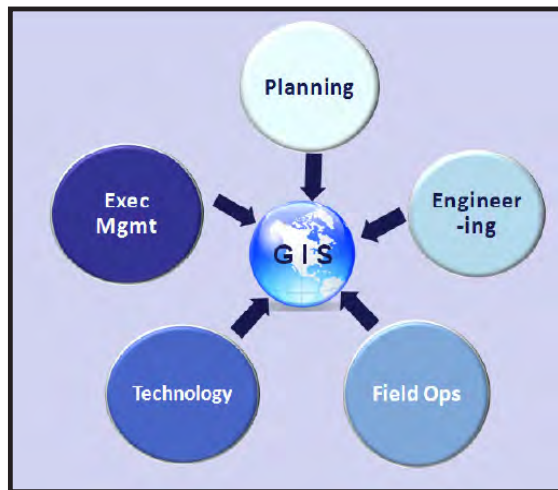 Planning
Exec
Mgmt
Engineer
-ing
G I S
Technology
Field Ops